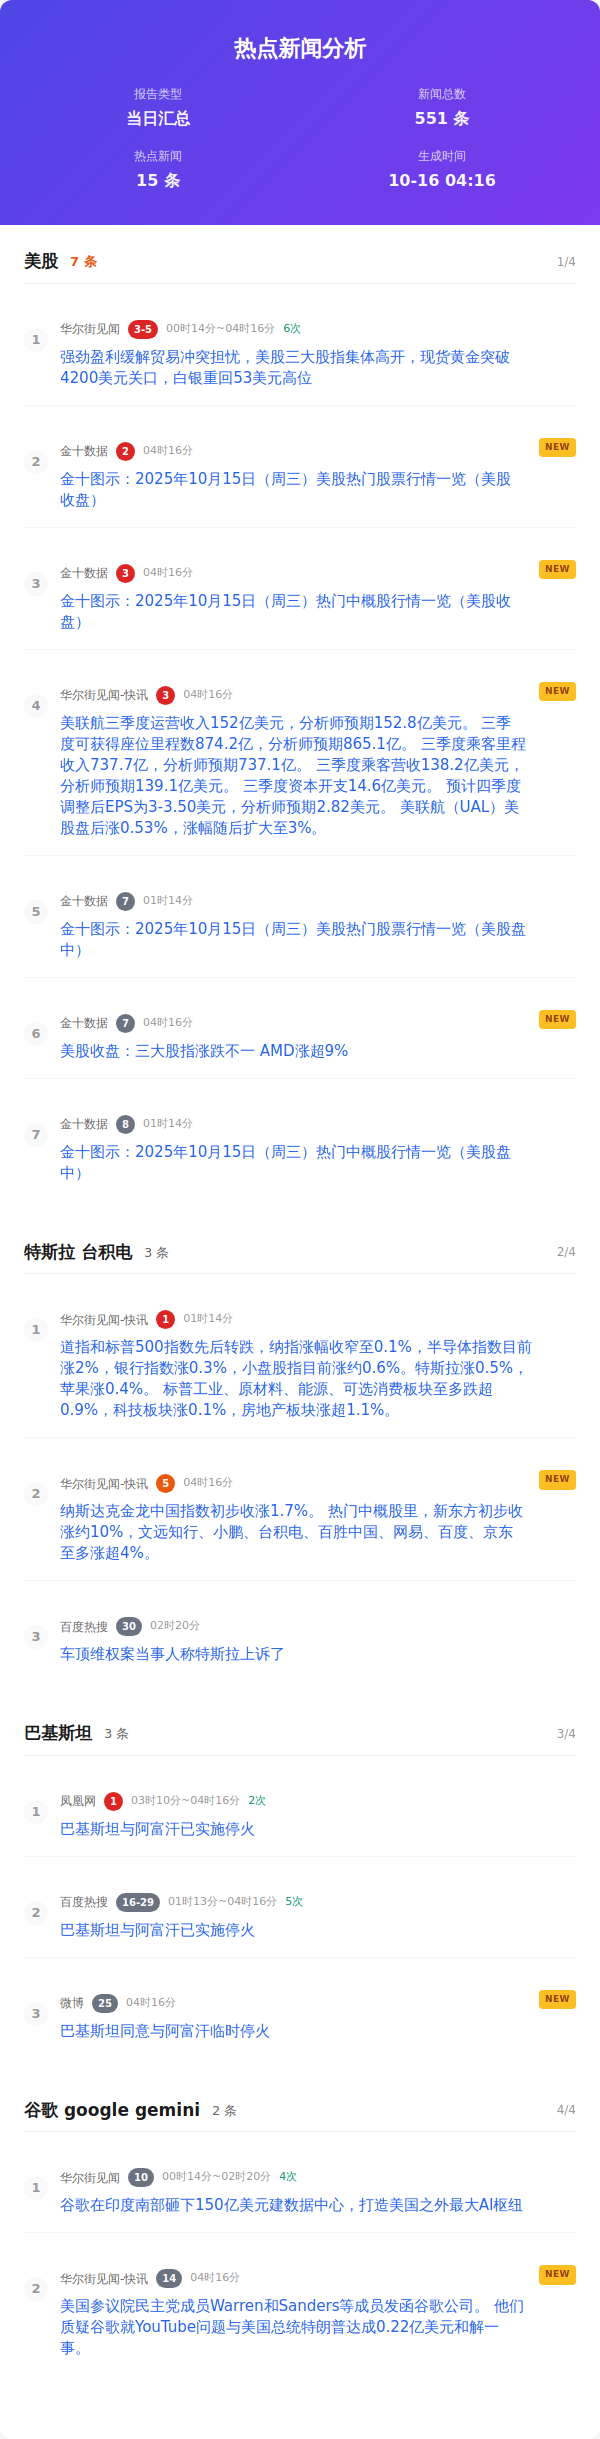 热点新闻分析
报告类型
新闻总数
当日汇总
551 条
热点新闻
生成时间
15 条
10-16 04:16
美股 7 条 1/4
1
华尔街见闻 3-5 00时14分~04时16分 6次
强劲盈利缓解贸易冲突担忧，美股三大股指集体高开，现货黄金突破
4200美元关口，白银重回53美元高位
2
金十数据 2 04时16分 NEW
金十图示：2025年10月15日（周三）美股热门股票行情一览（美股
收盘）
3
金十数据 3 04时16分 NEW
金十图示：2025年10月15日（周三）热门中概股行情一览（美股收
盘）
4
华尔街见闻-快讯 3 04时16分 NEW
美联航三季度运营收入152亿美元，分析师预期152.8亿美元。 三季
度可获得座位里程数874.2亿，分析师预期865.1亿。 三季度乘客里程
收入737.7亿，分析师预期737.1亿。 三季度乘客营收138.2亿美元，
分析师预期139.1亿美元。 三季度资本开支14.6亿美元。 预计四季度
调整后EPS为3-3.50美元，分析师预期2.82美元。 美联航（UAL）美
股盘后涨0.53%，涨幅随后扩大至3%。
5
金十数据 7 01时14分
金十图示：2025年10月15日（周三）美股热门股票行情一览（美股盘
中）
6
金十数据 7 04时16分 NEW
美股收盘：三大股指涨跌不一 AMD涨超9%
7
金十数据 8 01时14分
金十图示：2025年10月15日（周三）热门中概股行情一览（美股盘
中）
特斯拉 台积电 3 条 2/4
1
华尔街见闻-快讯 1 01时14分
道指和标普500指数先后转跌，纳指涨幅收窄至0.1%，半导体指数目前
涨2%，银行指数涨0.3%，小盘股指目前涨约0.6%。特斯拉涨0.5%，
苹果涨0.4%。 标普工业、原材料、能源、可选消费板块至多跌超
0.9%，科技板块涨0.1%，房地产板块涨超1.1%。
2
华尔街见闻-快讯 5 04时16分 NEW
纳斯达克金龙中国指数初步收涨1.7%。 热门中概股里，新东方初步收
涨约10%，文远知行、小鹏、台积电、百胜中国、网易、百度、京东
至多涨超4%。
3
百度热搜 30 02时20分
车顶维权案当事人称特斯拉上诉了
巴基斯坦 3 条 3/4
1
凤凰网 1 03时10分~04时16分 2次
巴基斯坦与阿富汗已实施停火
2
百度热搜 16-29 01时13分~04时16分 5次
巴基斯坦与阿富汗已实施停火
3
微博 25 04时16分 NEW
巴基斯坦同意与阿富汗临时停火
谷歌 google gemini 2 条 4/4
1
华尔街见闻 10 00时14分~02时20分 4次
谷歌在印度南部砸下150亿美元建数据中心，打造美国之外最大AI枢纽
2
华尔街见闻-快讯 14 04时16分 NEW
美国参议院民主党成员Warren和Sanders等成员发函谷歌公司。 他们
质疑谷歌就YouTube问题与美国总统特朗普达成0.22亿美元和解一
事。